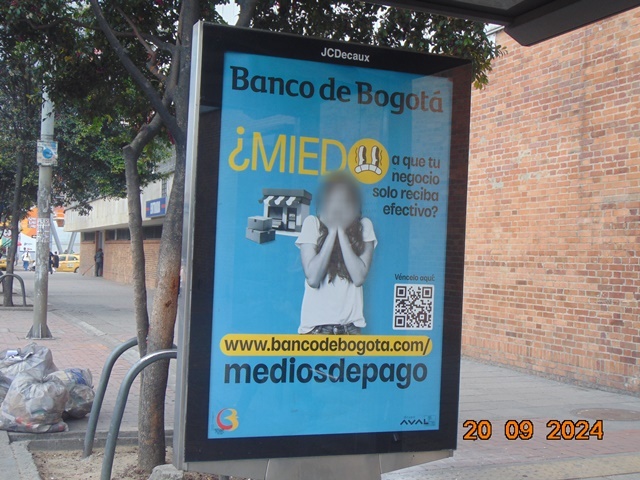 JCDecaux
Banco de Bogotá
¿MIEDO
a que tu
negocio
solo reciba
efectivo?
Véncelo aquí.
www.bancodebogota.com/
mediosdepago
AVAL
20 09 2024